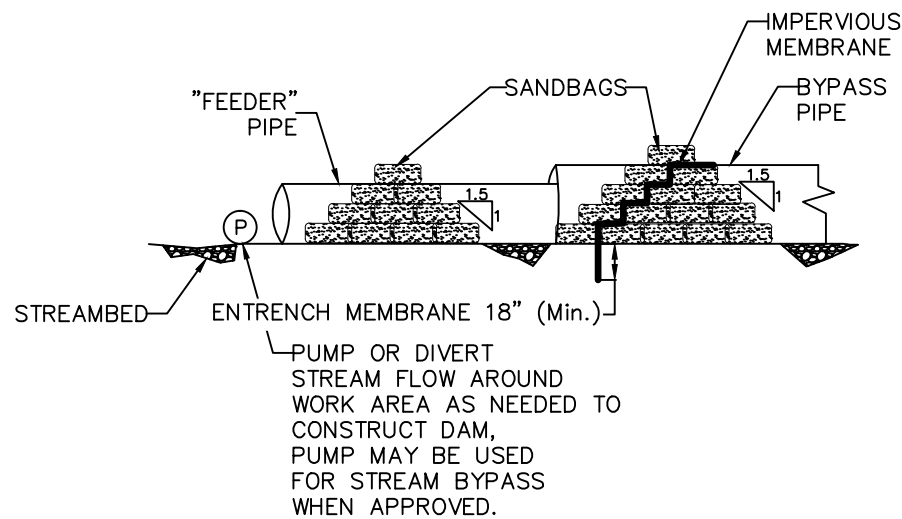 IMPERVIOUS
MEMBRANE
"FEEDER"
PIPE
SANDBAGS
BYPASS
PIPE
1.5
1
1.5
1
P
STREAMBED
ENTRENCH MEMBRANE 18" (Min.)
PUMP OR DIVERT
STREAM FLOW AROUND
WORK AREA AS NEEDED TO
CONSTRUCT DAM,
PUMP MAY BE USED
FOR STREAM BYPASS
WHEN APPROVED.